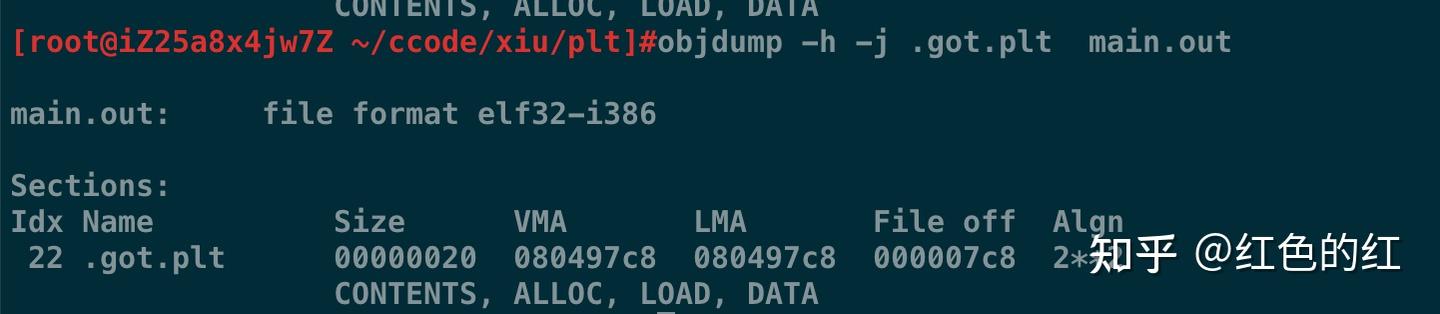 CONTENTS, ALLOC, LOAD, DATA
[root@iZ25a8x4jw7Z ~/ccode/xiu/plt]#objdump -h -j .got.plt  main.out
main.out:     file format elf32-i386
Sections:
Idx Name          Size      VMA       LMA       File off  Algn
 22 .got.plt      00000020  080497c8  080497c8  000007c8  2**2
CONTENTS, ALLOC, LOAD, DATA
知乎 @红色的红